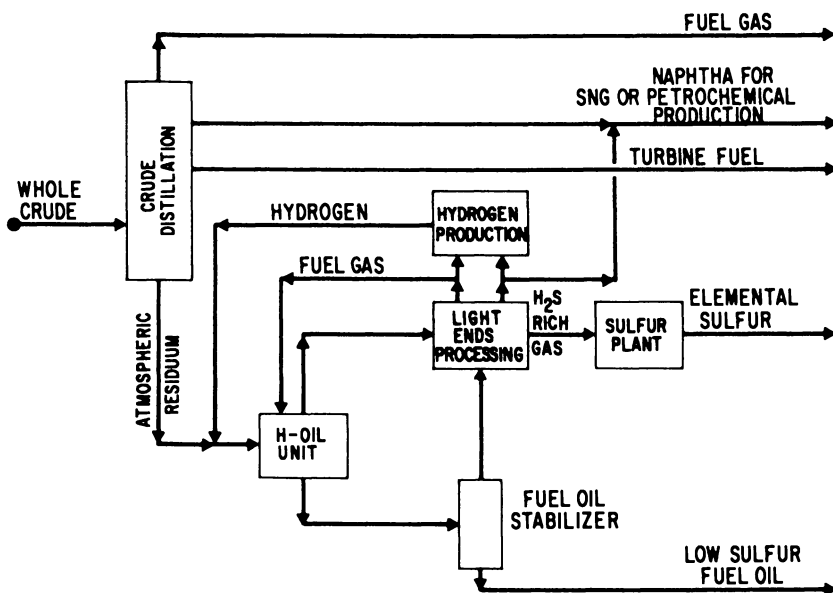 FUEL GAS
NAPHTHA FOR
SNG OR PETROCHEMICAL
PRODUCTION
CRUDE
DISTILLATION
TURBINE FUEL
WHOLE
CRUDE
HYDROGEN
HYDROGEN
PRODUCTION
FUEL GAS
H2S
RICH
GAS
LIGHT
ENDS
PROCESSING
SULFUR
PLANT
ELEMENTAL
SULFUR
ATMOSPHERIC
RESIDUUM
H-OIL
UNIT
FUEL OIL
STABILIZER
LOW SULFUR
FUEL OIL